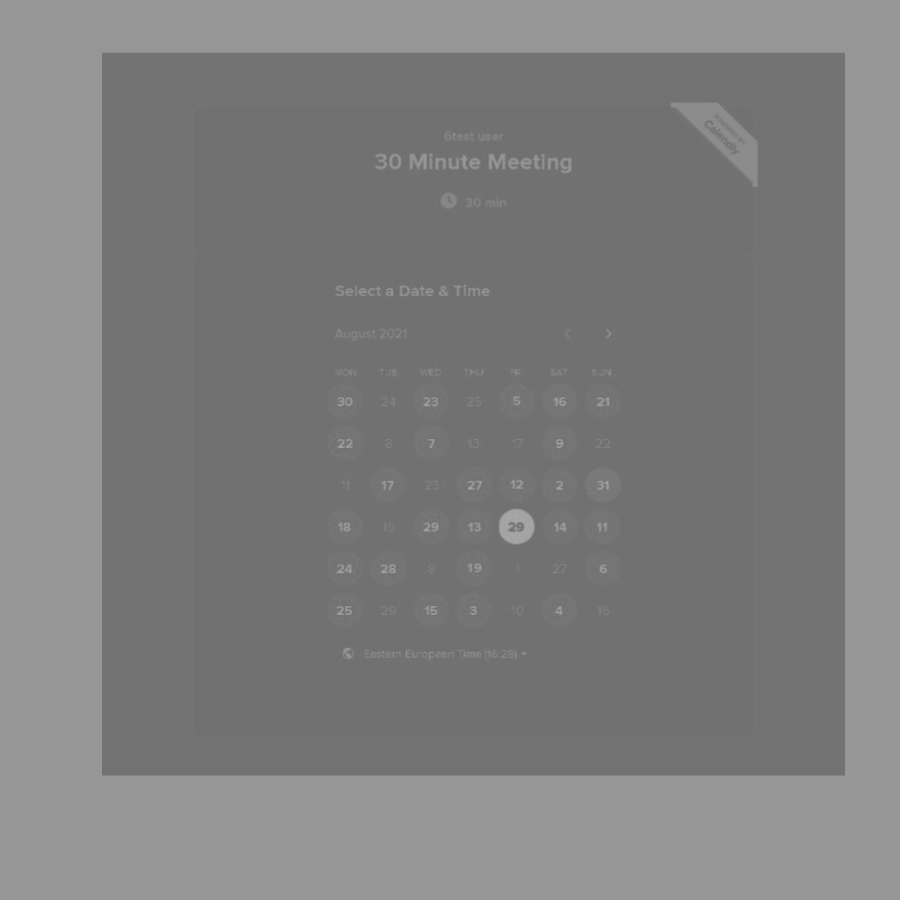 POWERED BY
Calendly
6test user
30 Minute Meeting
30 min
Select a Date & Time
August 2021
MON TUE WED THU FRI SAT SUN
30 24 23 25 5 16 21
22 8 7 13 17 9 22
11 17 23 27 12 2 31
18 16 29 13 29 14 11
24 28 8 19 1 27 6
25 29 15 3 10 4 15
Eastern European Time (16:28)